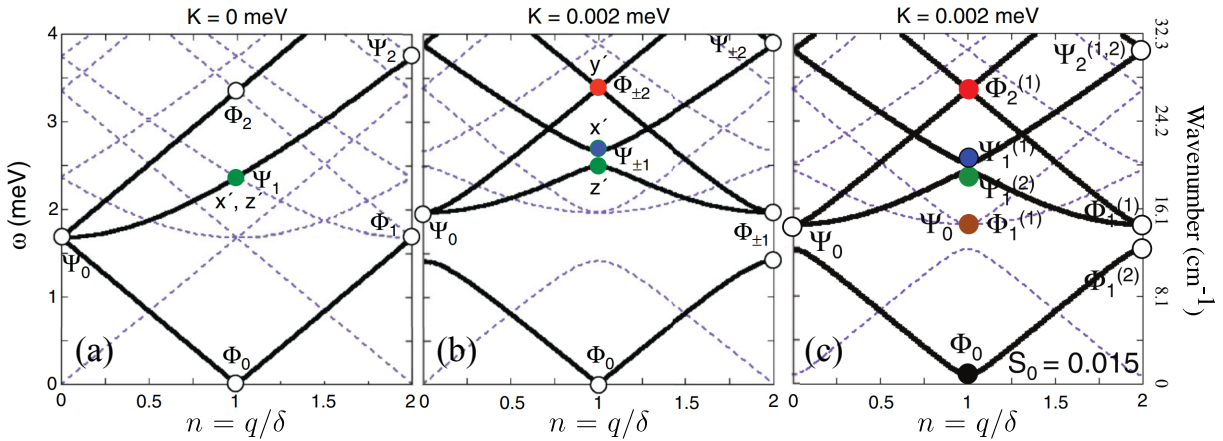 K = 0 meV
K = 0.002 meV
K = 0.002 meV
ω (meV)
4
3
2
1
0
Ψ₂
Φ₂
Ψ₁
x´, z´
Φ₁
Ψ₀
Φ₀
(a)
0
0.5
1
1.5
2
n = q/δ
Ψ±₂
y´
Φ±₂
x´
Ψ±₁
z´
Ψ₀
Φ±₁
Φ₀
(b)
0
0.5
1
1.5
2
n = q/δ
Ψ₂⁽¹,²⁾
Φ₂⁽¹⁾
Ψ₁⁽¹⁾
Ψ₁⁽²⁾
Ψ₀
Φ₁⁽¹⁾
Φ₁⁽¹⁾
Φ₁⁽²⁾
Φ₀
S₀ = 0.015
(c)
0
0.5
1
1.5
2
n = q/δ
32.3
24.2
16.1
8.1
0
Wavenumber (cm⁻¹)